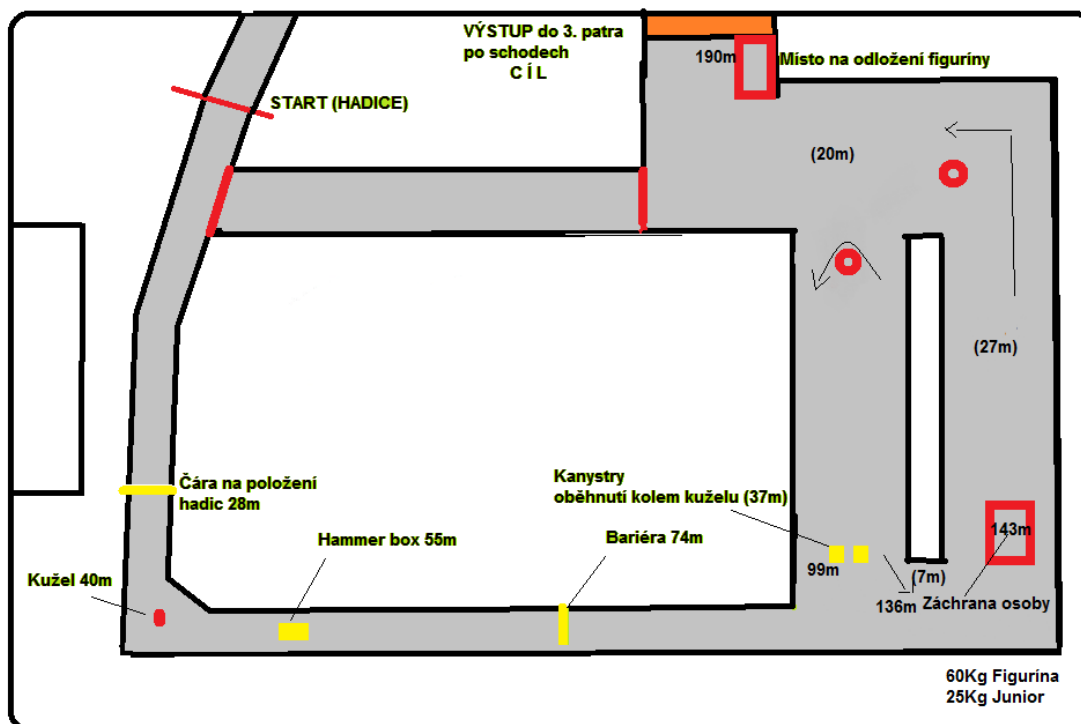 VÝSTUP do 3. patra
po schodech
C Í L
190m
Místo na odložení figuríny
START (HADICE)
(20m)
(27m)
Čára na položení
hadic 28m
Kanystry
oběhnutí kolem kuželu (37m)
Hammer box 55m
Bariéra 74m
143m
Kužel 40m
99m
(7m)
136m
Záchrana osoby
60Kg Figurína
25Kg Junior